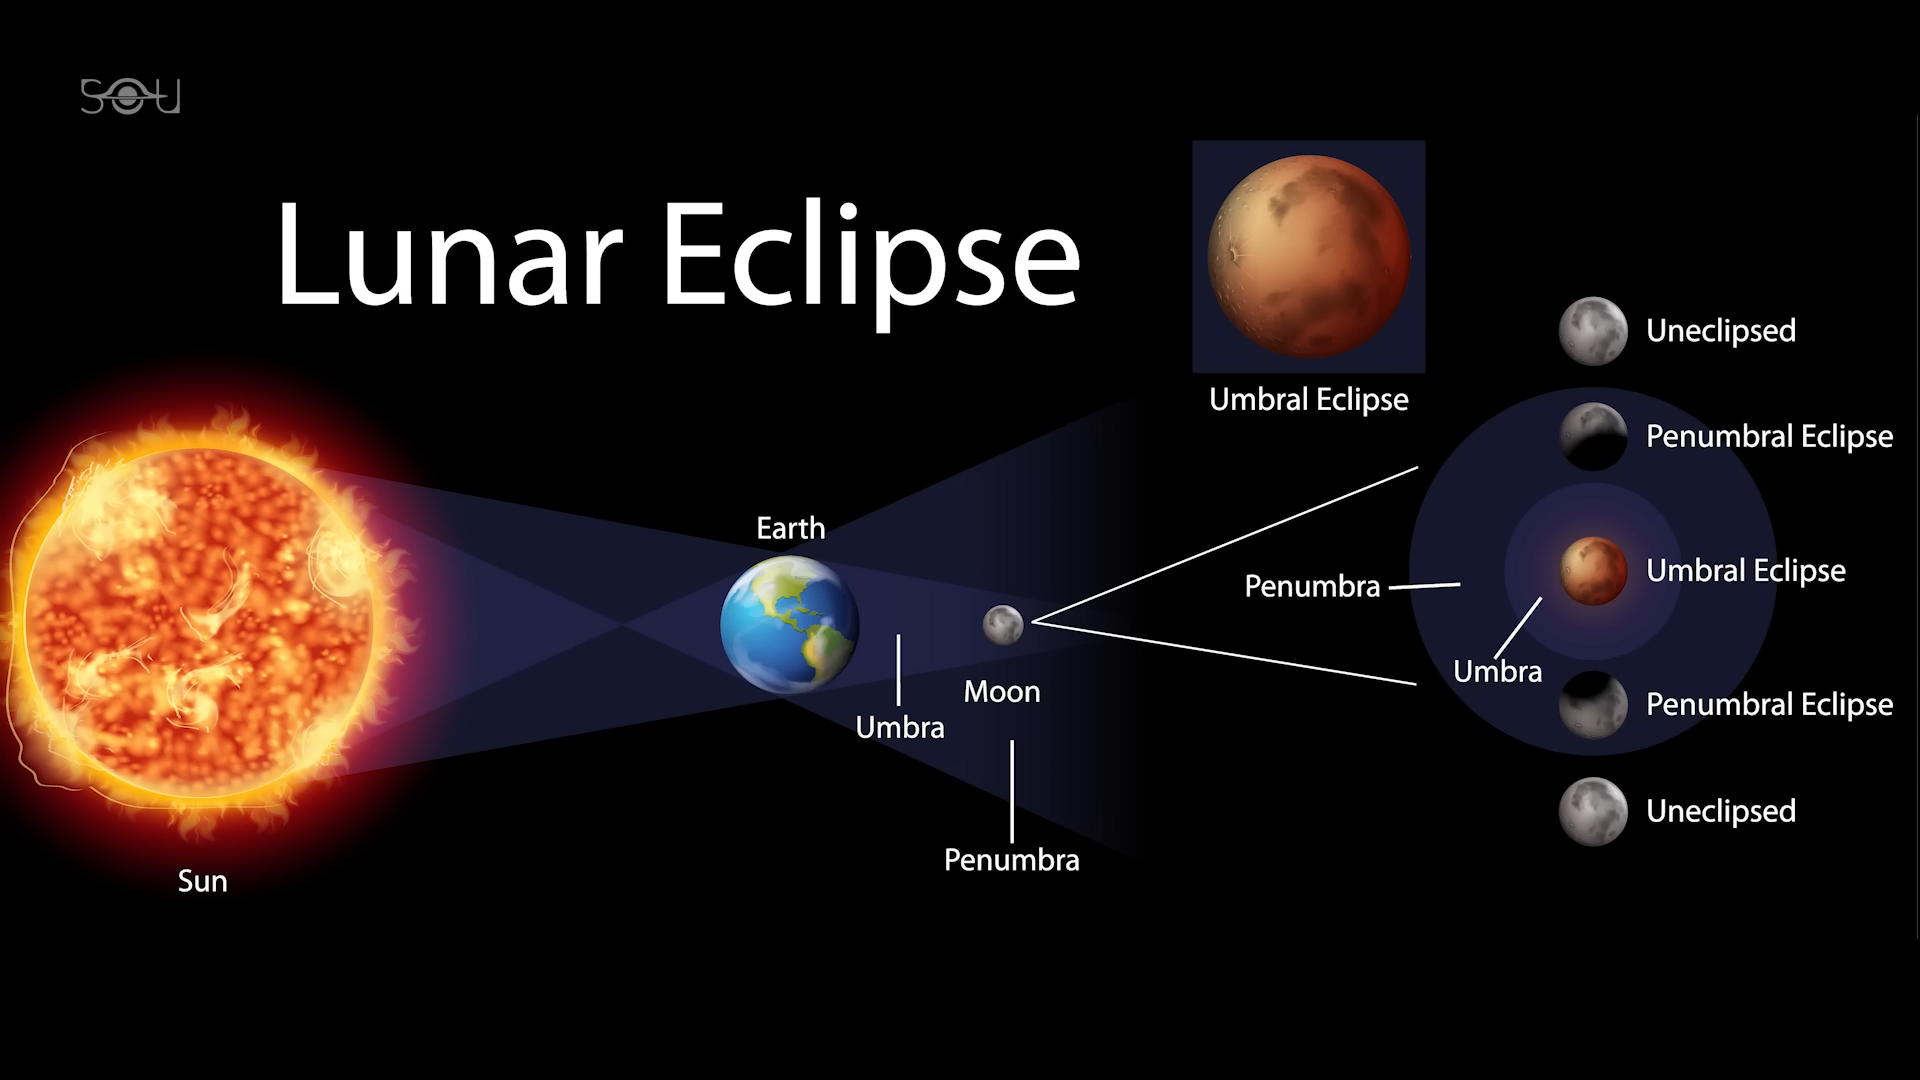 SOU
Lunar Eclipse
Umbral Eclipse
Uneclipsed
Penumbral Eclipse
Earth
Umbral Eclipse
Penumbra
Umbra
Moon
Penumbral Eclipse
Umbra
Uneclipsed
Penumbra
Sun